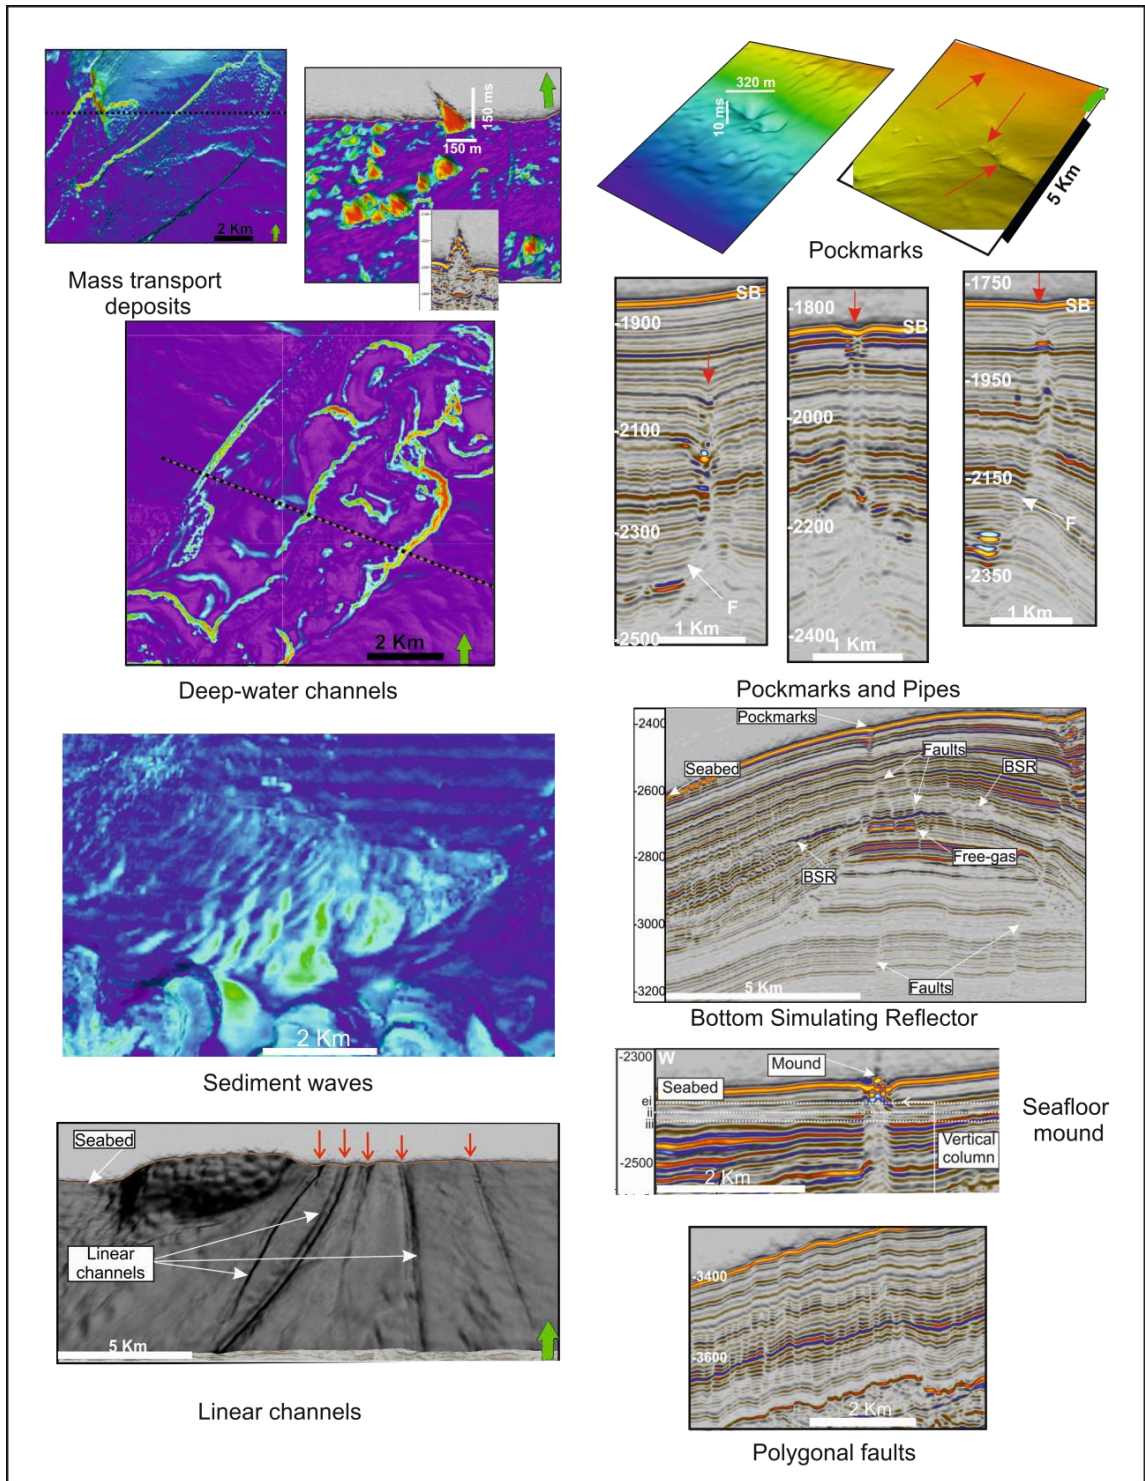 2 Km
150 ms
150 m
Mass transport
deposits
320 m
10 ms
5 Km
Pockmarks
2 Km
Deep-water channels
SB
-1900
-2100
-2300
F
-2500
1 Km
-1800
SB
-2000
-2200
-2400
1 Km
-1750
SB
-1950
-2150
F
-2350
1 Km
Pockmarks and Pipes
2 Km
Sediment waves
-2400
-2600
-2800
-3000
-3200
Pockmarks
Seabed
Faults
BSR
Free-gas
BSR
Faults
5 Km
Bottom Simulating Reflector
-2300
W
Mound
Seabed
ei
ii
iii
Vertical
column
-2500
2 Km
Seafloor
mound
Seabed
Linear
channels
5 Km
Linear channels
-3400
-3600
2 Km
Polygonal faults